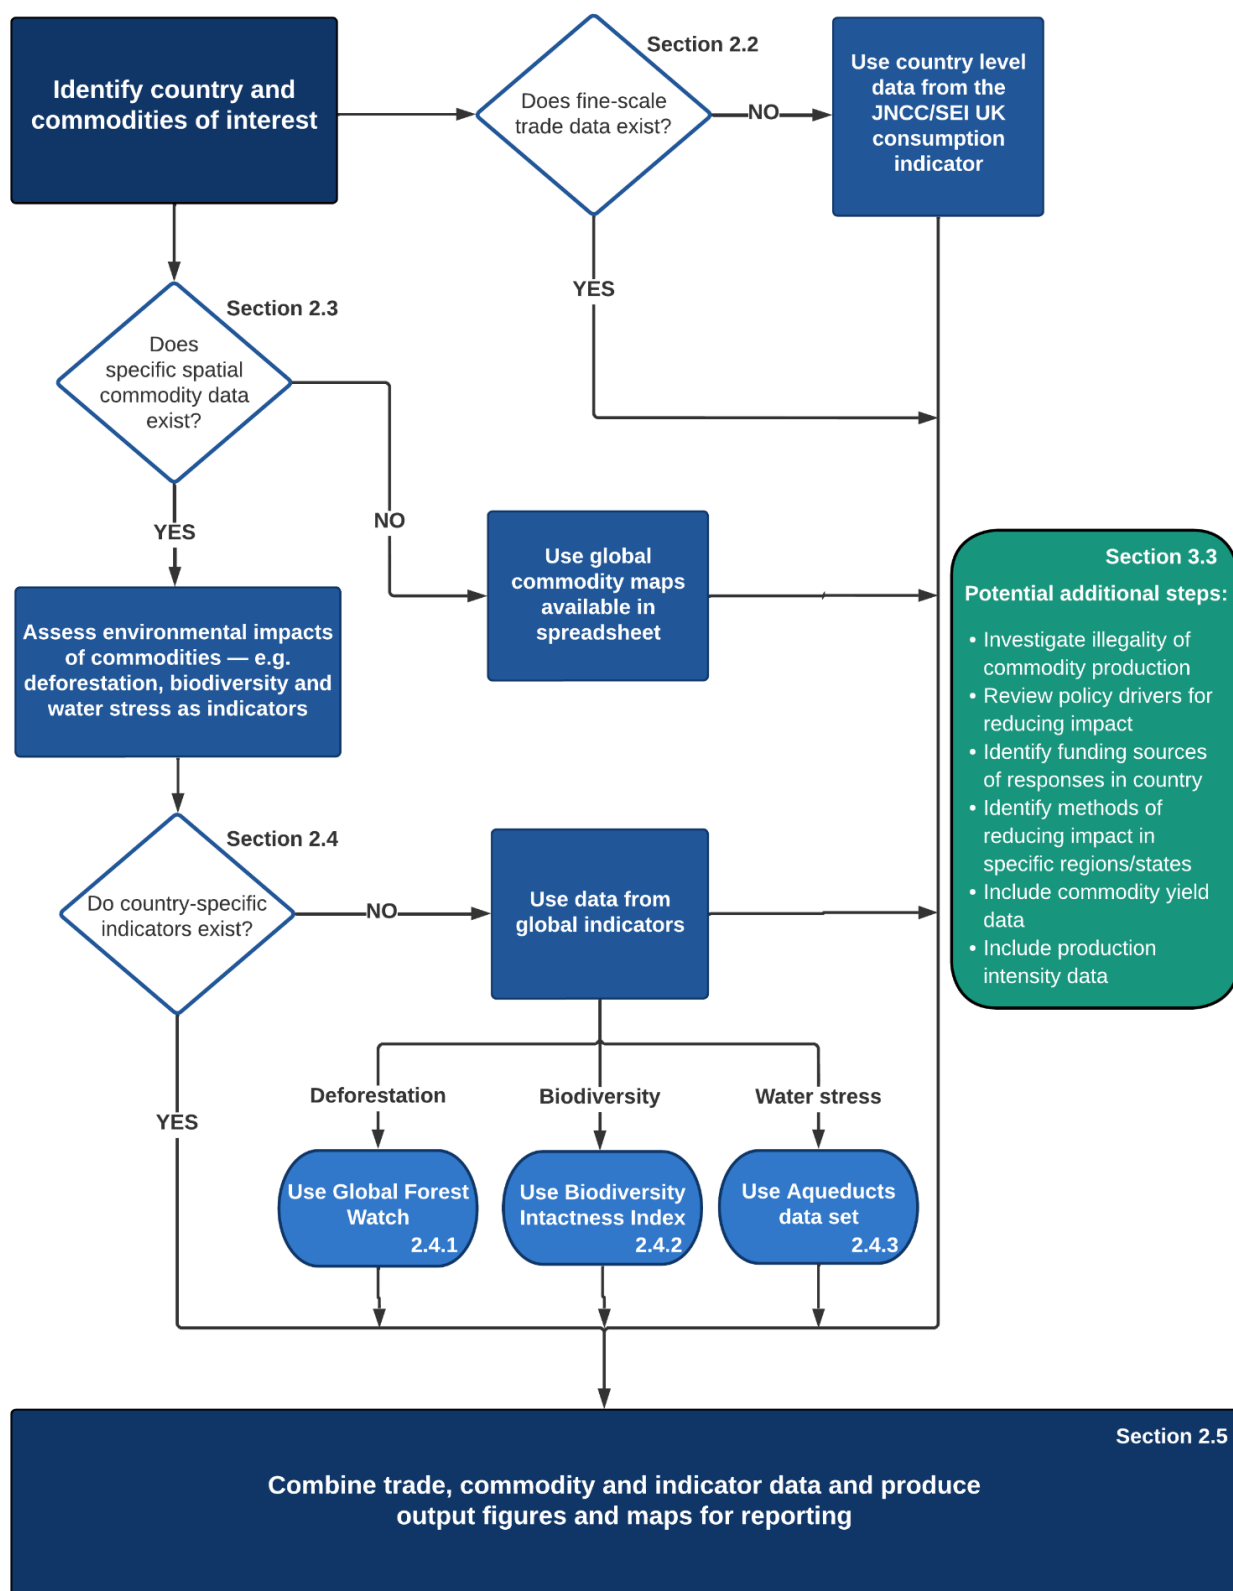 Identify country and
commodities of interest
Section 2.2
Does fine-scale
trade data exist?
NO
Use country level
data from the
JNCC/SEI UK
consumption
indicator
YES
Section 2.3
Does
specific spatial
commodity data
exist?
NO
YES
Use global
commodity maps
available in
spreadsheet
Assess environmental impacts
of commodities — e.g.
deforestation, biodiversity and
water stress as indicators
Section 3.3
Potential additional steps:
• Investigate illegality of
commodity production
• Review policy drivers for
reducing impact
• Identify funding sources
of responses in country
• Identify methods of
reducing impact in
specific regions/states
• Include commodity yield
data
• Include production
intensity data
Section 2.4
Do country-specific
indicators exist?
NO
Use data from
global indicators
YES
Deforestation
Biodiversity
Water stress
Use Global Forest
Watch
2.4.1
Use Biodiversity
Intactness Index
2.4.2
Use Aqueducts
data set
2.4.3
Section 2.5
Combine trade, commodity and indicator data and produce
output figures and maps for reporting